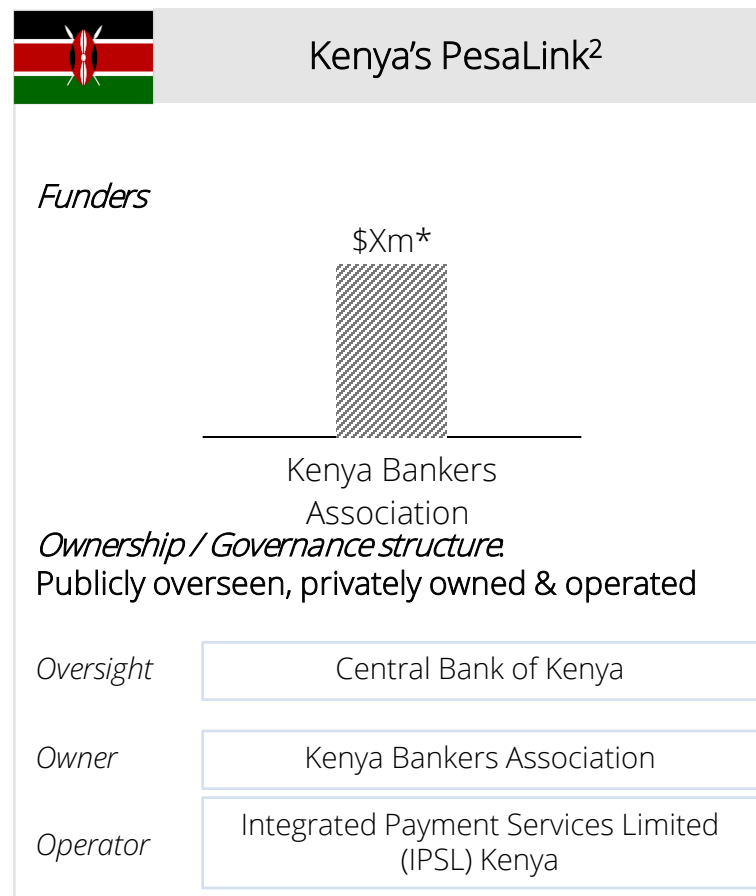 Kenya's PesaLink²
Funders
$Xm*
Kenya Bankers
Association
Ownership / Governance structure:
Publicly overseen, privately owned & operated
Oversight
Central Bank of Kenya
Owner
Kenya Bankers Association
Operator
Integrated Payment Services Limited
(IPSL) Kenya